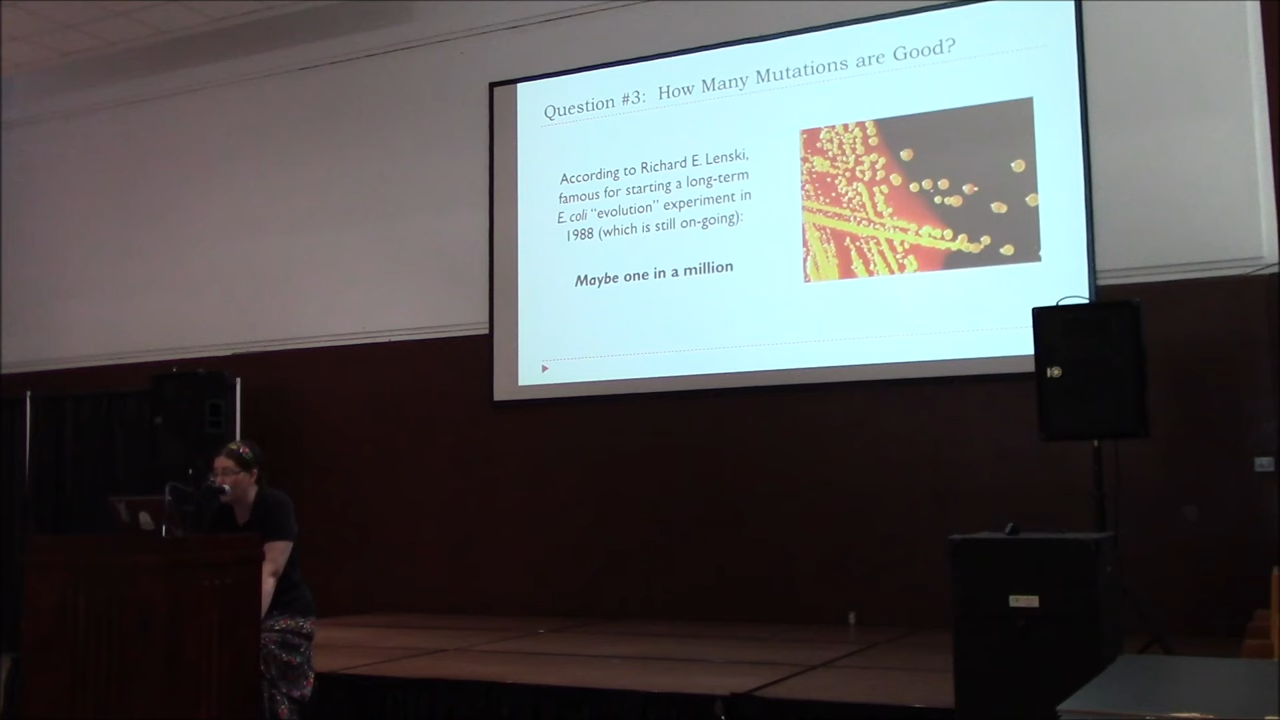 Question #3: How Many Mutations are Good?
According to Richard E. Lenski,
famous for starting a long-term
E. coli "evolution" experiment in
1988 (which is still on-going):
Maybe one in a million